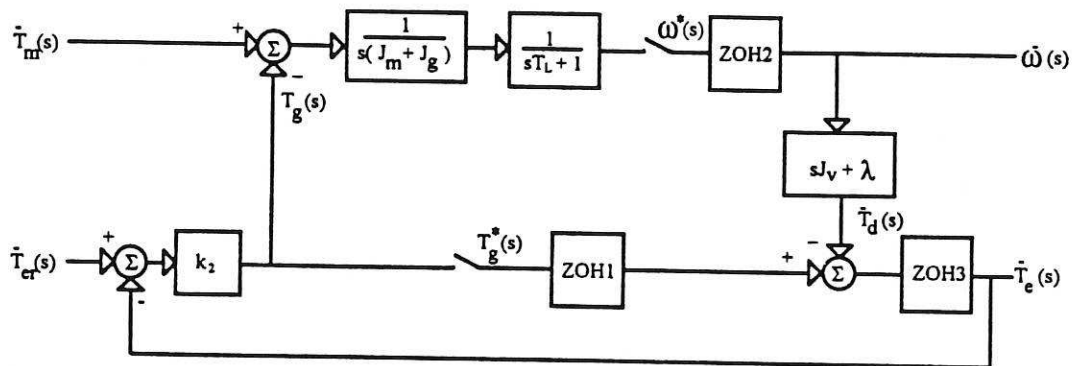 Ṫm(s)
+
Σ
-
1
s(Jm + Jg)
1
sTL + 1
ω*(s)
ZOH2
ω̇(s)
Tg(s)
sJv + λ
Ṫd(s)
Ṫer(s)
+
Σ
-
k2
Tg*(s)
ZOH1
+
-
Σ
ZOH3
Ṫe(s)